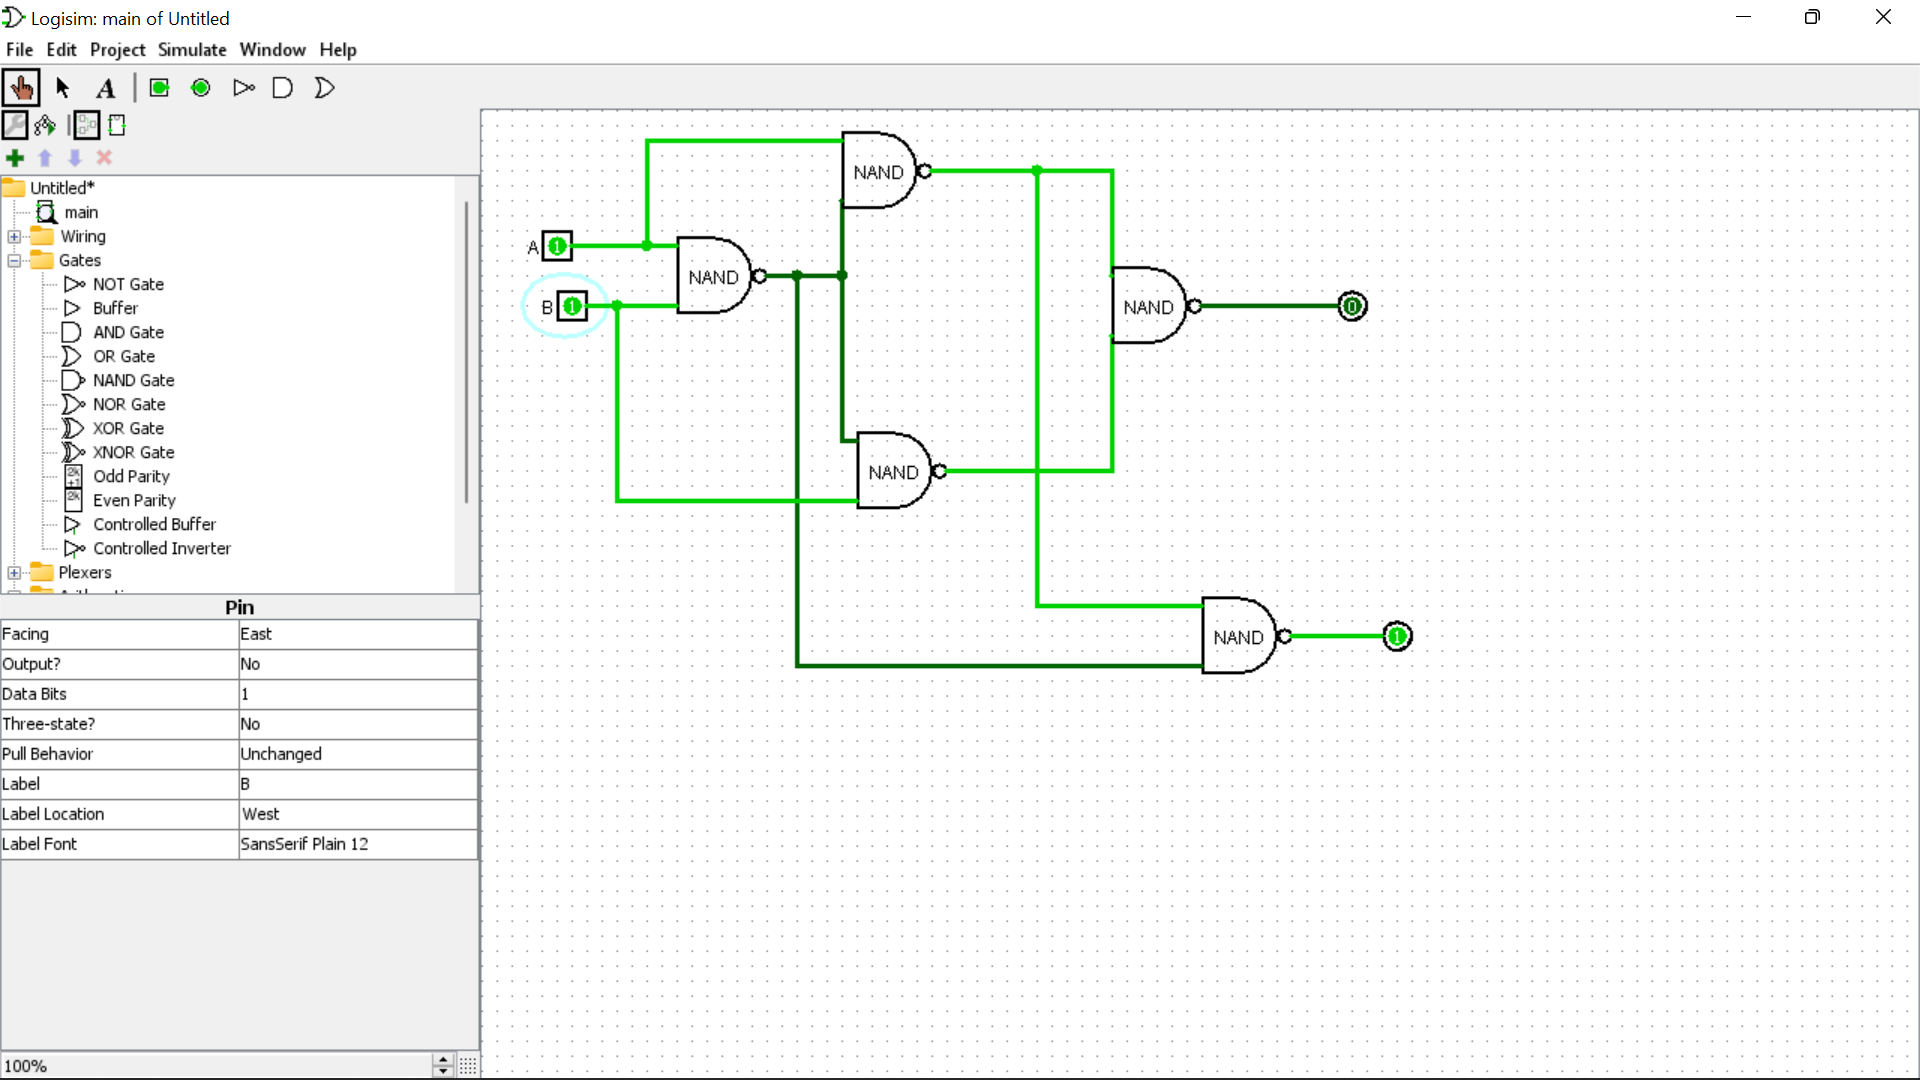 Logisim: main of Untitled
File Edit Project Simulate Window Help
A
Untitled*
main
Wiring
Gates
NOT Gate
Buffer
AND Gate
OR Gate
NAND Gate
NOR Gate
XOR Gate
XNOR Gate
2k+1 Odd Parity
2k Even Parity
Controlled Buffer
Controlled Inverter
Plexers
Pin
Facing East
Output? No
Data Bits 1
Three-state? No
Pull Behavior Unchanged
Label B
Label Location West
Label Font SansSerif Plain 12
100%
NAND
A 1
NAND
B 1
NAND 0
NAND
NAND 1